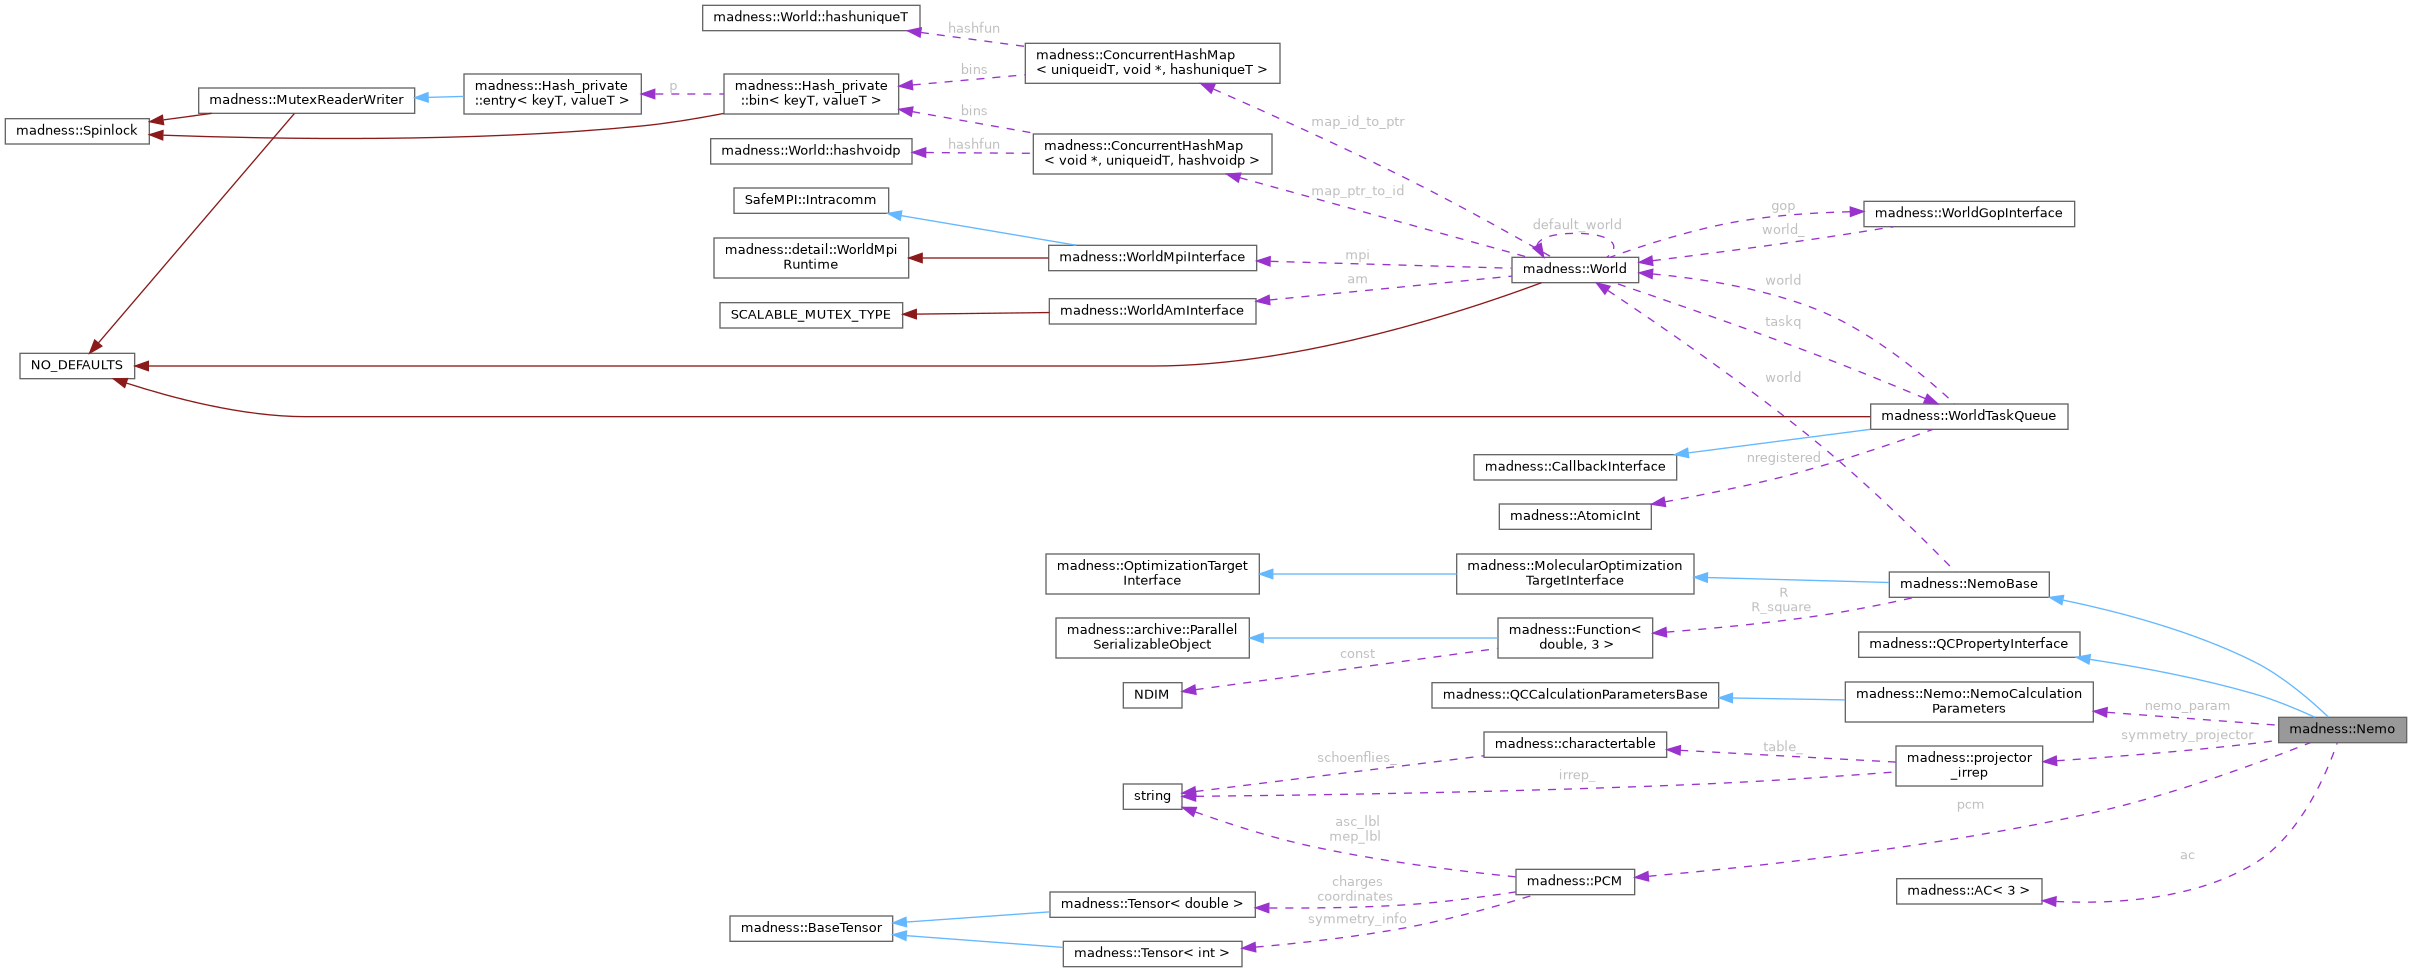 madness::World::hashuniqueT
hashfun
madness::ConcurrentHashMap
< uniqueidT, void *, hashuniqueT >
bins
madness::Hash_private
::entry< keyT, valueT >
p
madness::Hash_private
::bin< keyT, valueT >
madness::MutexReaderWriter
madness::Spinlock
bins
map_id_to_ptr
madness::World::hashvoidp
hashfun
madness::ConcurrentHashMap
< void *, uniqueidT, hashvoidp >
map_ptr_to_id
SafeMPI::Intracomm
default_world
gop
madness::WorldGopInterface
world_
madness::detail::WorldMpi
Runtime
madness::WorldMpiInterface
mpi
madness::World
am
world
SCALABLE_MUTEX_TYPE
madness::WorldAmInterface
taskq
NO_DEFAULTS
world
madness::WorldTaskQueue
nregistered
madness::CallbackInterface
madness::AtomicInt
madness::OptimizationTarget
Interface
madness::MolecularOptimization
TargetInterface
madness::NemoBase
R
R_square
madness::archive::Parallel
SerializableObject
madness::Function<
double, 3 >
madness::QCPropertyInterface
const
NDIM
madness::QCCalculationParametersBase
madness::Nemo::NemoCalculation
Parameters
nemo_param
madness::Nemo
symmetry_projector
madness::charactertable
table_
madness::projector
_irrep
schoenflies_
irrep_
string
pcm
asc_lbl
mep_lbl
ac
madness::PCM
madness::AC< 3 >
charges
coordinates
madness::Tensor< double >
symmetry_info
madness::BaseTensor
madness::Tensor< int >